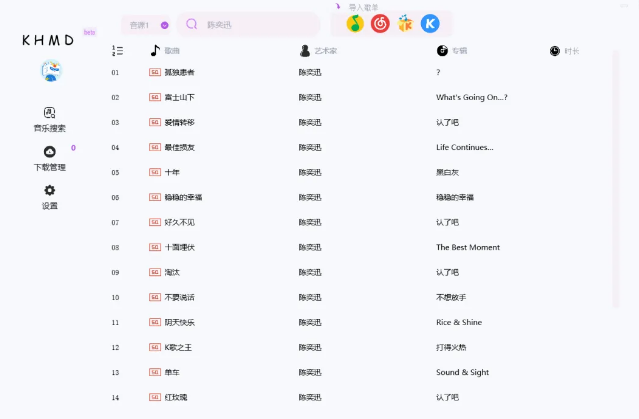 导入歌单
音源1
陈奕迅
KHMD
Beta
音乐搜索
下载管理
0
设置
歌曲 艺术家 专辑 时长
01 SQ 孤独患者 陈奕迅 ?
02 SQ 富士山下 陈奕迅 What's Going On...?
03 SQ 爱情转移 陈奕迅 认了吧
04 SQ 最佳损友 陈奕迅 Life Continues...
05 SQ 十年 陈奕迅 黑白灰
06 SQ 稳稳的幸福 陈奕迅 稳稳的幸福
07 SQ 好久不见 陈奕迅 认了吧
08 SQ 十面埋伏 陈奕迅 The Best Moment
09 SQ 淘汰 陈奕迅 认了吧
10 SQ 不要说话 陈奕迅 不想放手
11 SQ 阴天快乐 陈奕迅 Rice & Shine
12 SQ K歌之王 陈奕迅 打得火热
13 SQ 单车 陈奕迅 Sound & Sight
14 SQ 红玫瑰 陈奕迅 认了吧